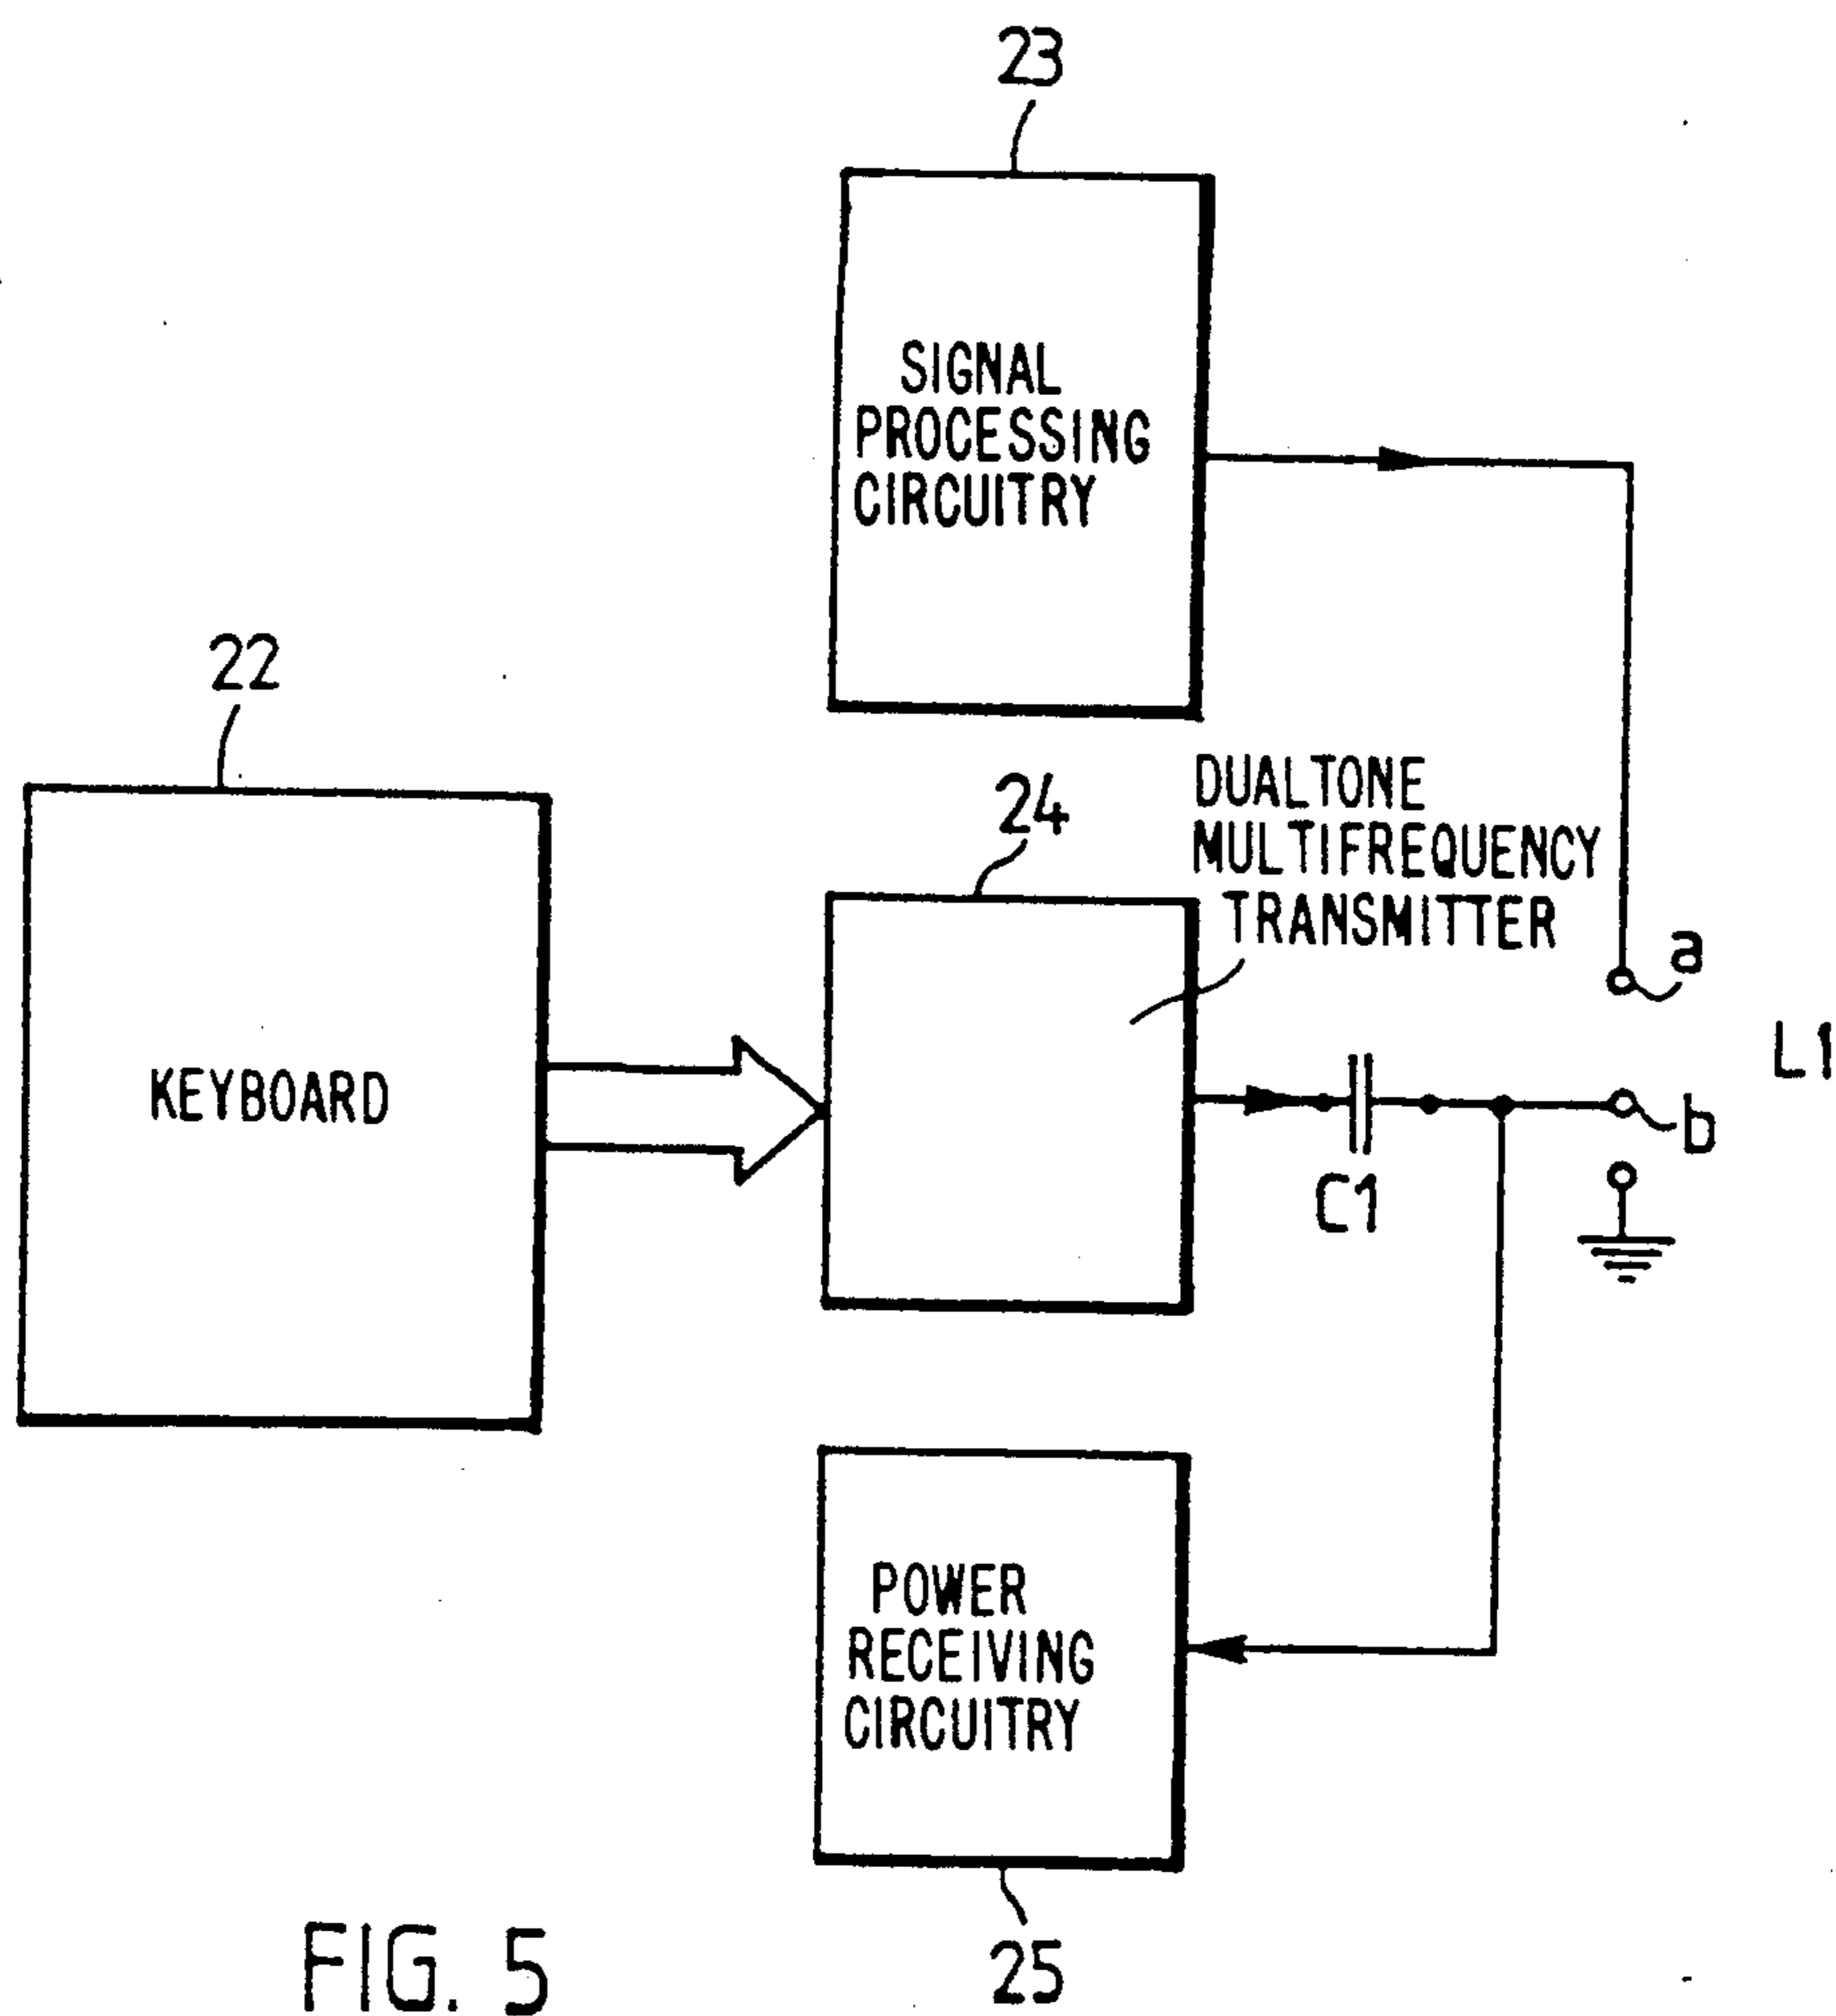 23
SIGNAL
PROCESSING
CIRCUITRY
22
24
DUALTONE
MULTIFREQUENCY
TRANSMITTER
a
L1
KEYBOARD
b
C1
POWER
RECEIVING
CIRCUITRY
25
FIG. 5